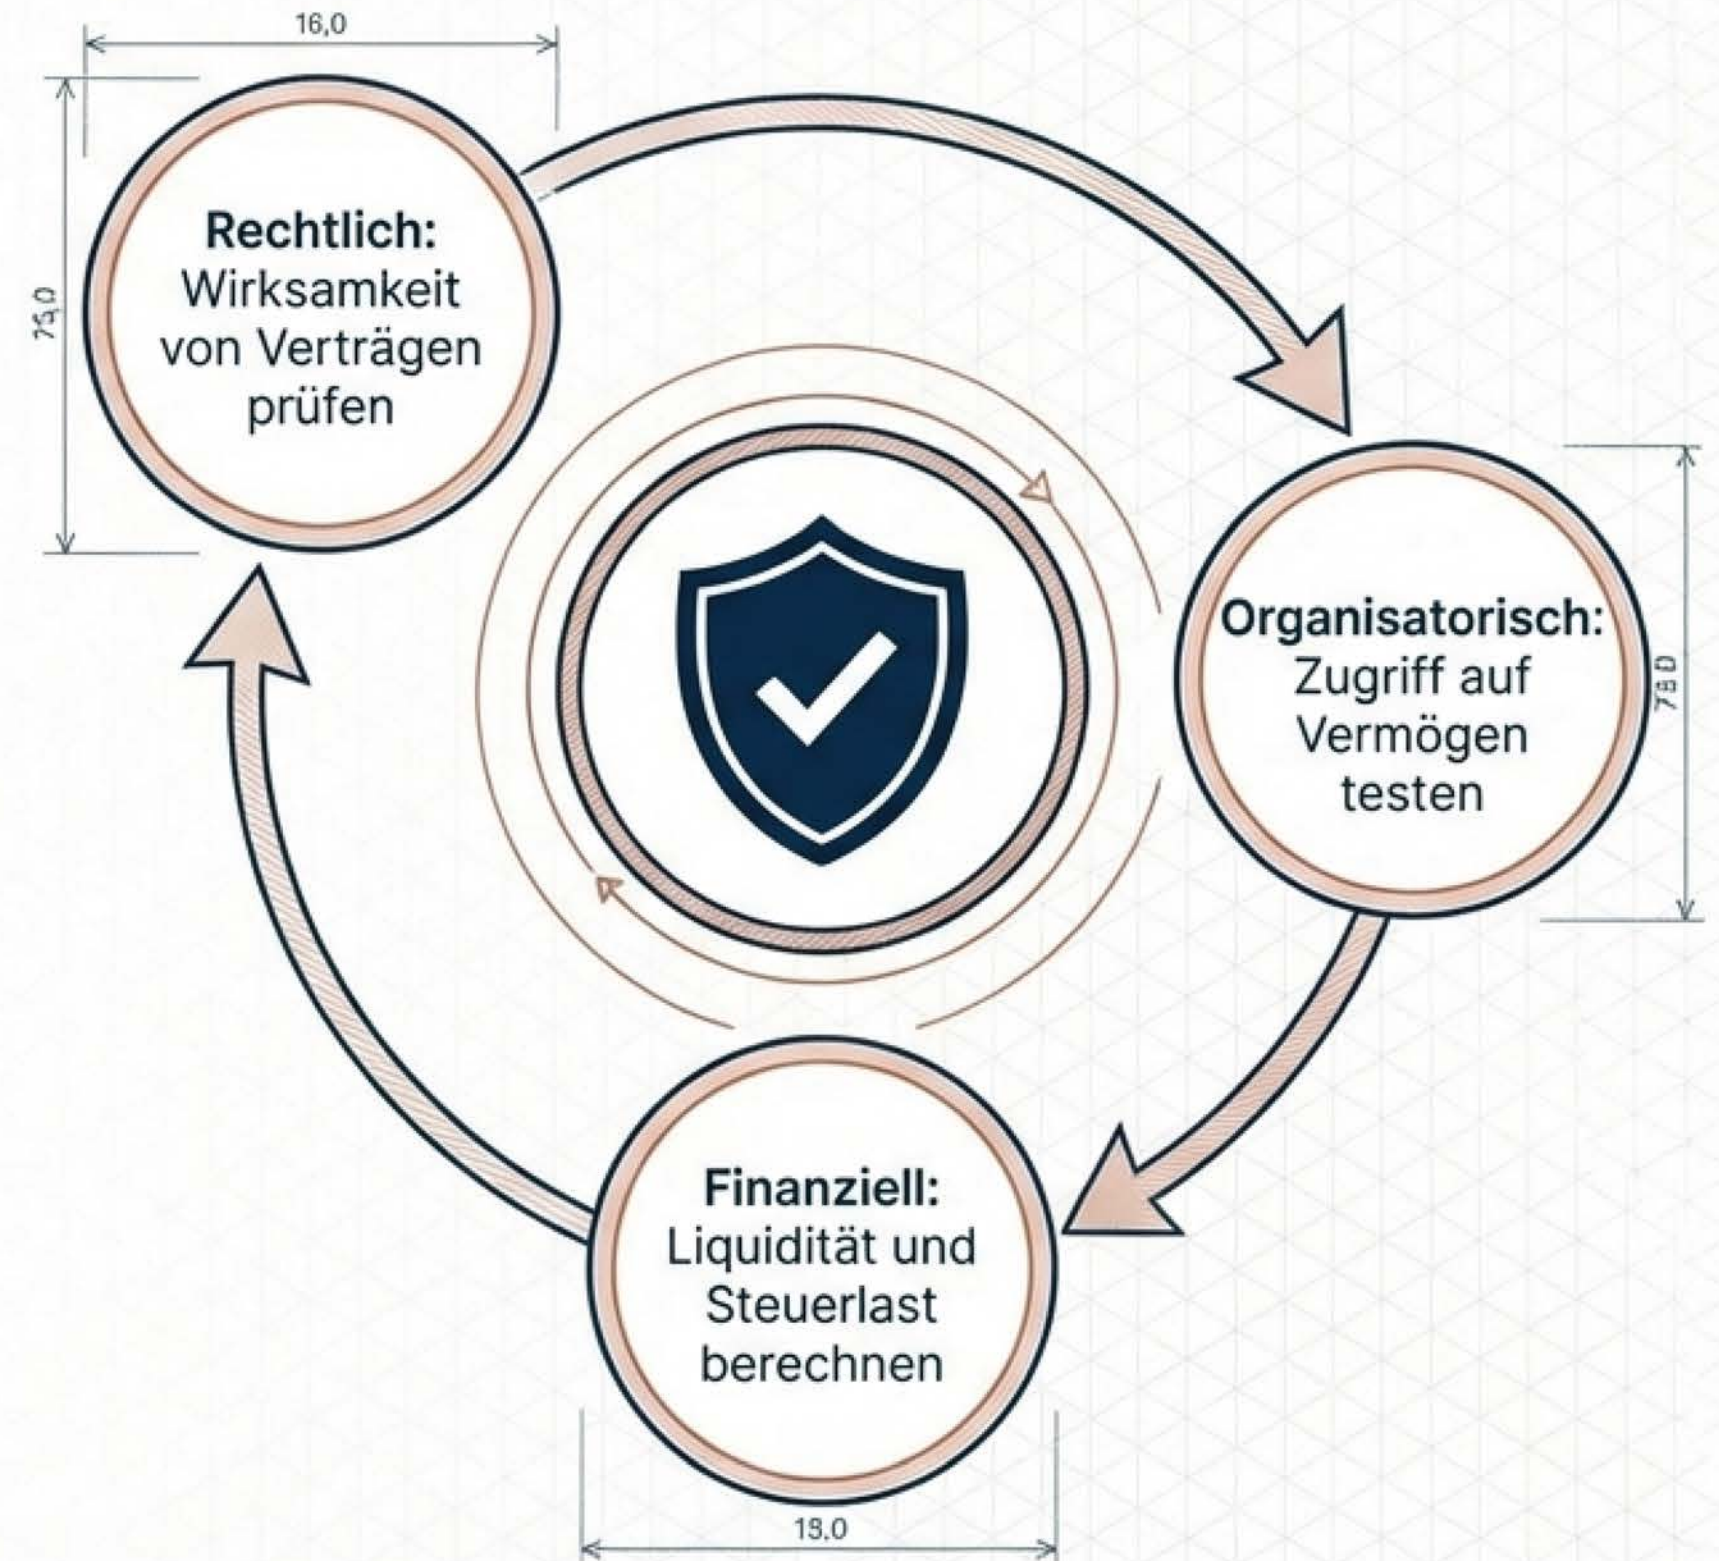 16,0
Rechtlich:
Wirksamkeit
von Verträgen
prüfen
Organisatorisch:
Zugriff auf
Vermögen
testen
Finanziell:
Liquidität und
Steuerlast
berechnen